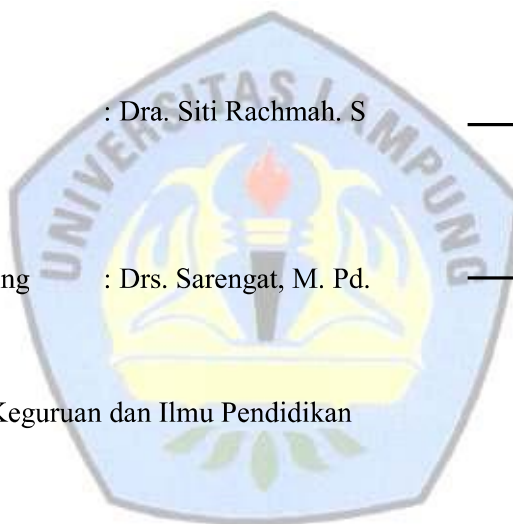 UNIVERSITAS LAMPUNG
: Dra. Siti Rachmah. S
ng : Drs. Sarengat, M. Pd.
Keguruan dan Ilmu Pendidikan